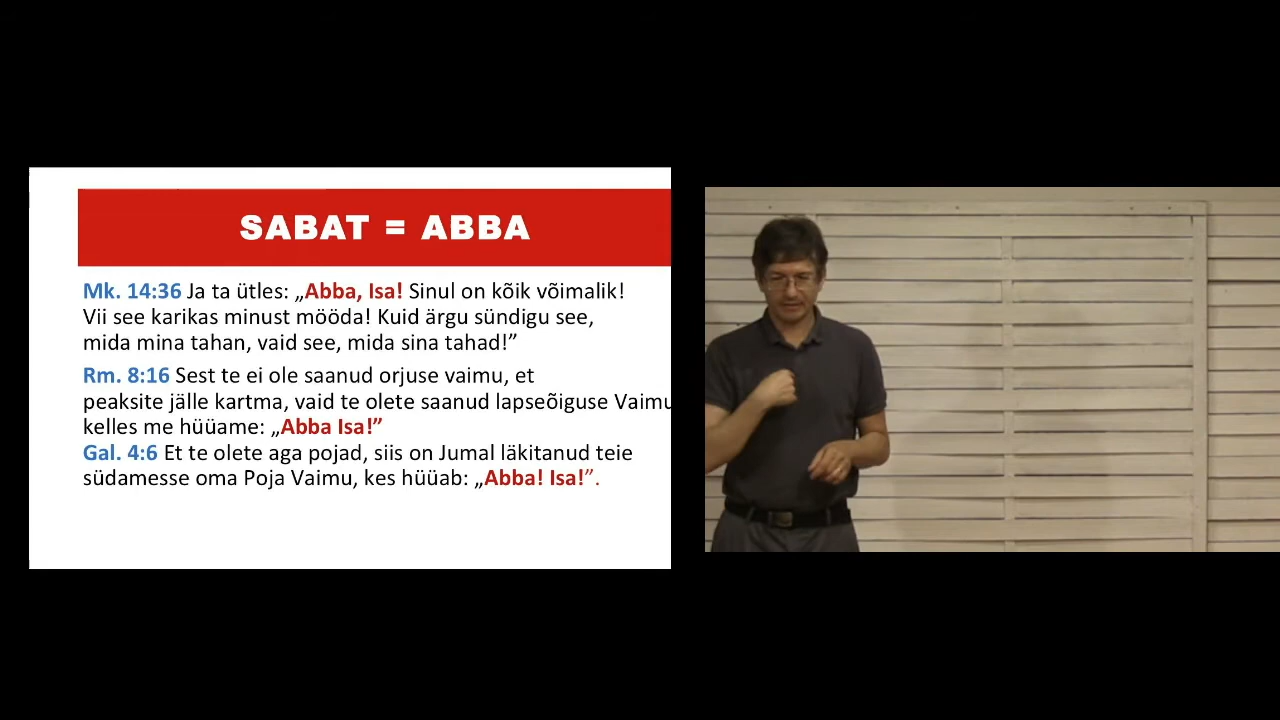 SABAT = ABBA
Mk. 14:36 Ja ta ütles: „Abba, Isa! Sinul on kõik võimalik!
Vii see karikas minust mööda! Kuid ärgu sündigu see,
mida mina tahan, vaid see, mida sina tahad!”
Rm. 8:16 Sest te ei ole saanud orjuse vaimu, et
peaksite jälle kartma, vaid te olete saanud lapseõiguse Vaimu
kelles me hüüame: „Abba Isa!”
Gal. 4:6 Et te olete aga pojad, siis on Jumal läkitanud teie
südamesse oma Poja Vaimu, kes hüüab: „Abba! Isa!”.